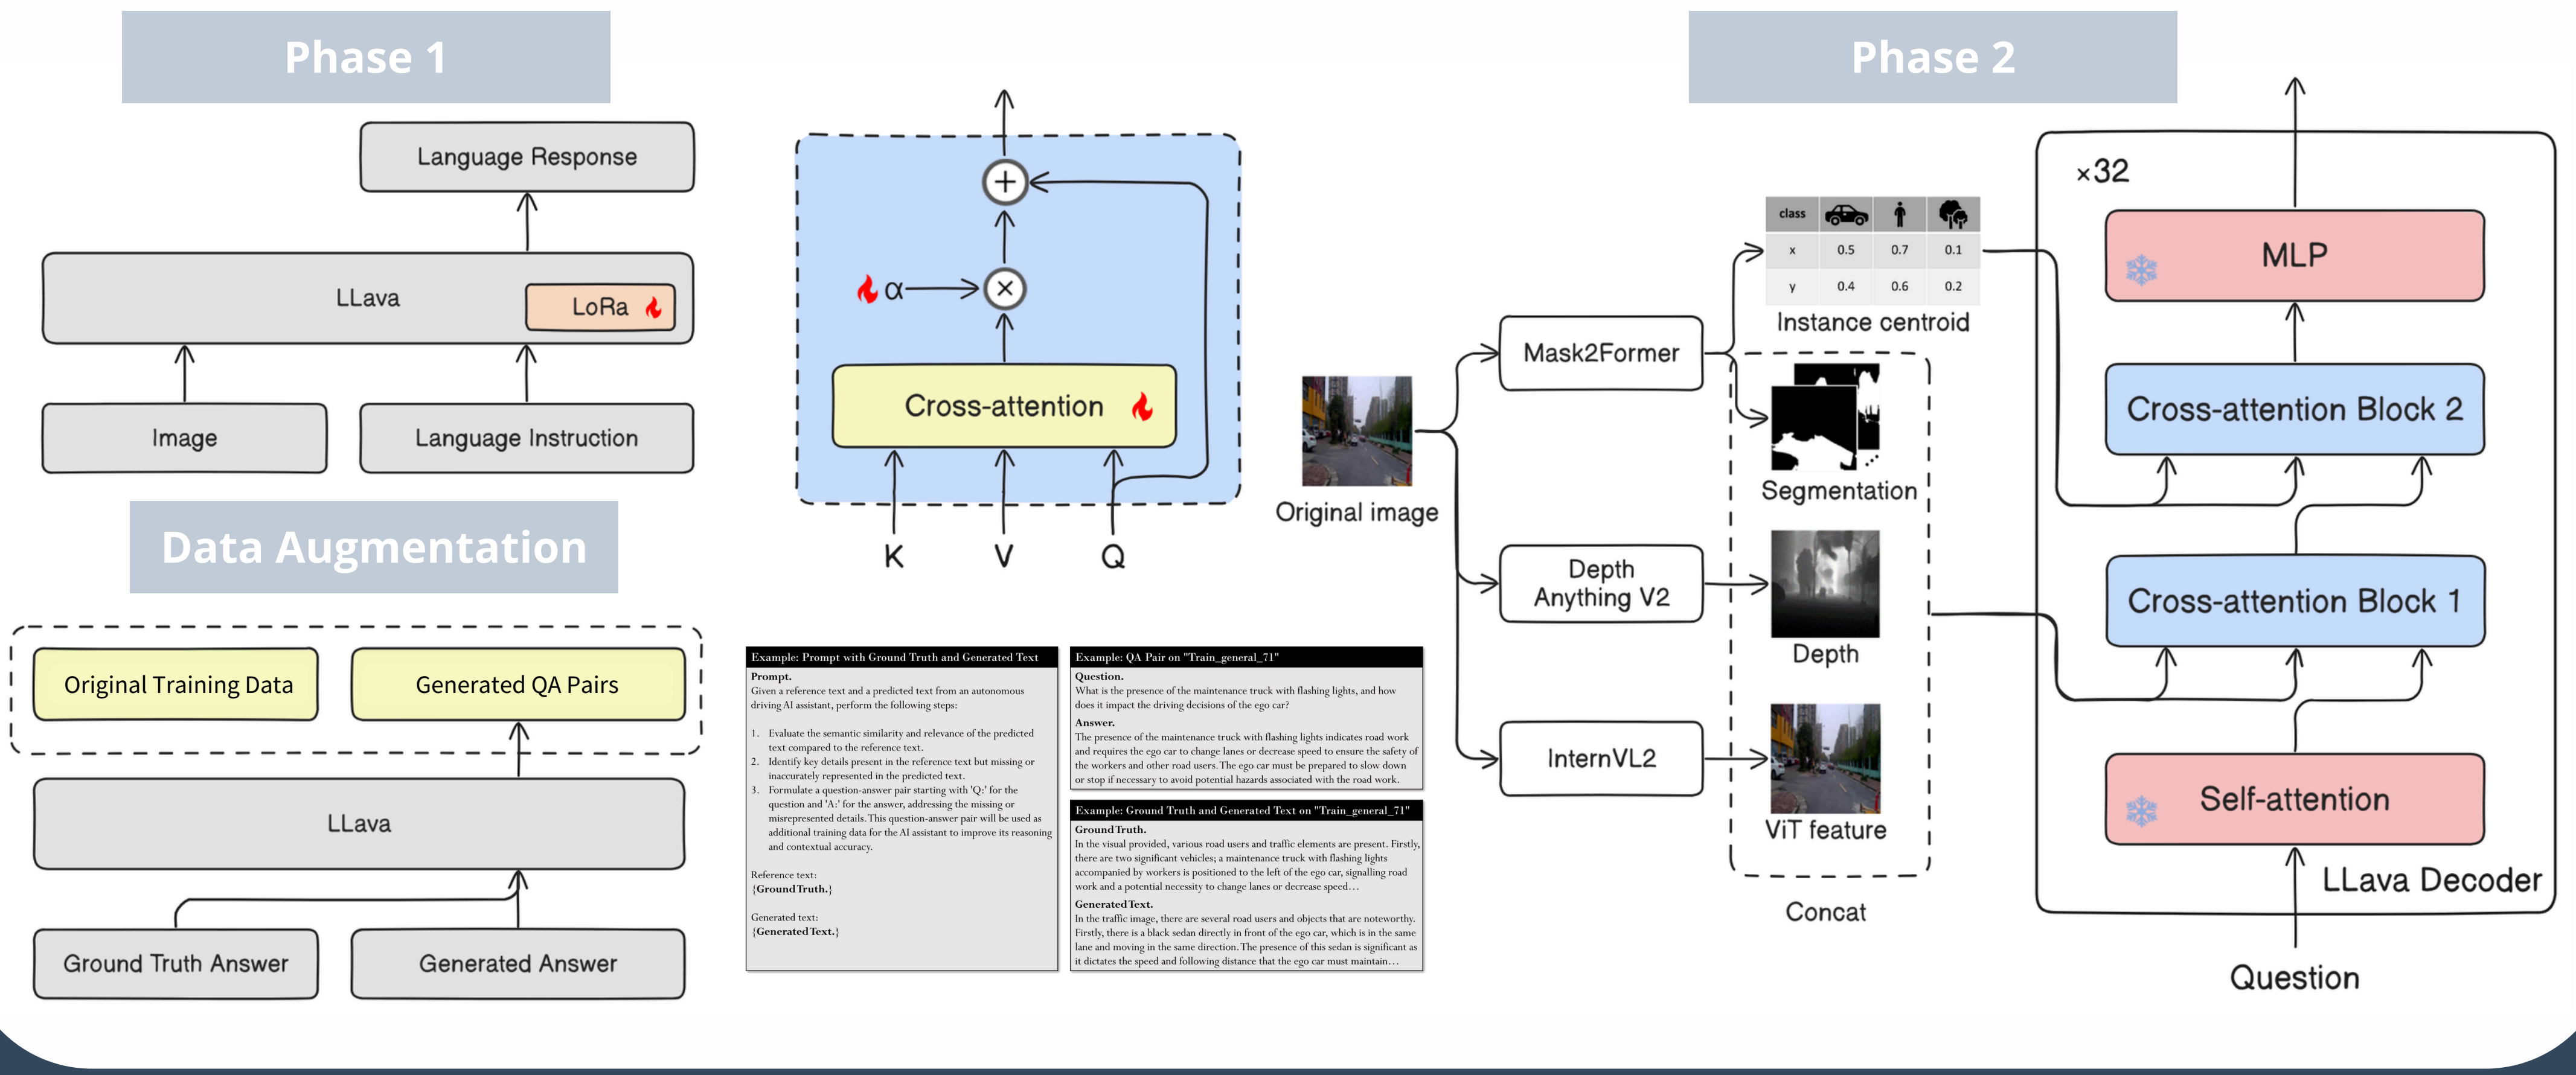 Phase 1
Language Response
LLava
LoRa
Image
Language Instruction
Data Augmentation
Original Training Data
Generated QA Pairs
LLava
Ground Truth Answer
Generated Answer
+
α
×
Cross-attention
K
V
Q
Example: Prompt with Ground Truth and Generated Text
Prompt.
Given a reference text and a predicted text from an autonomous
driving AI assistant, perform the following steps:
1. Evaluate the semantic similarity and relevance of the predicted
text compared to the reference text.
2. Identify key details present in the reference text but missing or
inaccurately represented in the predicted text.
3. Formulate a question-answer pair starting with 'Q:' for the
question and 'A:' for the answer, addressing the missing or
misrepresented details. This question-answer pair will be used as
additional training data for the AI assistant to improve its reasoning
and contextual accuracy.
Reference text:
{Ground Truth.}
Generated text:
{Generated Text.}
Example: QA Pair on "Train_general_71"
Question.
What is the presence of the maintenance truck with flashing lights, and how
does it impact the driving decisions of the ego car?
Answer.
The presence of the maintenance truck with flashing lights indicates road work
and requires the ego car to change lanes or decrease speed to ensure the safety of
the workers and other road users. The ego car must be prepared to slow down
or stop if necessary to avoid potential hazards associated with the road work.
Example: Ground Truth and Generated Text on "Train_general_71"
Ground Truth.
In the visual provided, various road users and traffic elements are present. Firstly,
there are two significant vehicles; a maintenance truck with flashing lights
accompanied by workers is positioned to the left of the ego car, signalling road
work and a potential necessity to change lanes or decrease speed…
Generated Text.
In the traffic image, there are several road users and objects that are noteworthy.
Firstly, there is a black sedan directly in front of the ego car, which is in the same
lane and moving in the same direction. The presence of this sedan is significant as
it dictates the speed and following distance that the ego car must maintain…
Phase 2
Original image
Mask2Former
Depth
Anything V2
InternVL2
class
x 0.5 0.7 0.1
y 0.4 0.6 0.2
Instance centroid
Segmentation
Depth
ViT feature
Concat
×32
MLP
Cross-attention Block 2
Cross-attention Block 1
Self-attention
LLava Decoder
Question